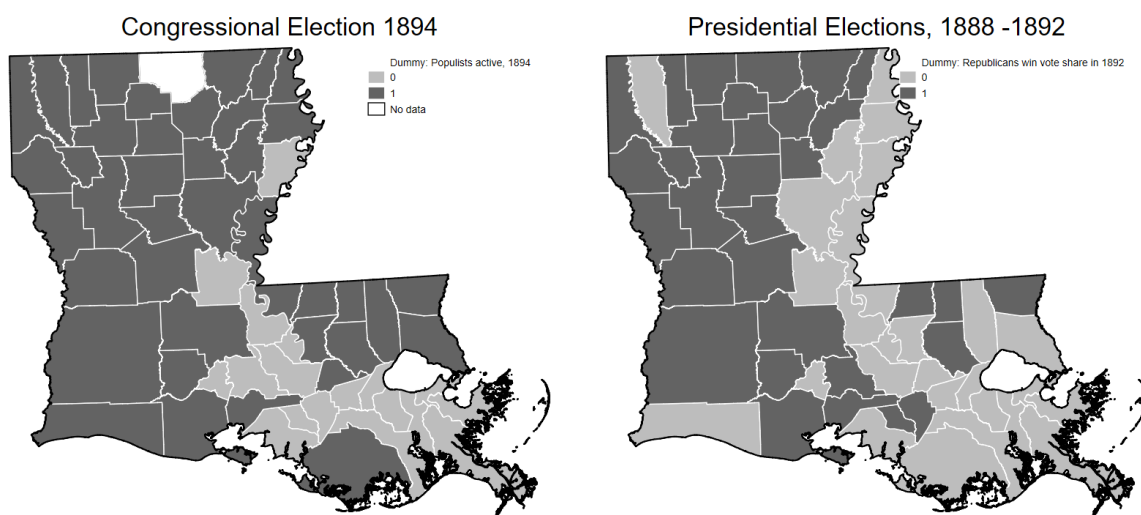 Congressional Election 1894
Dummy: Populists active, 1894
0
1
No data
Presidential Elections, 1888 -1892
Dummy: Republicans win vote share in 1892
0
1